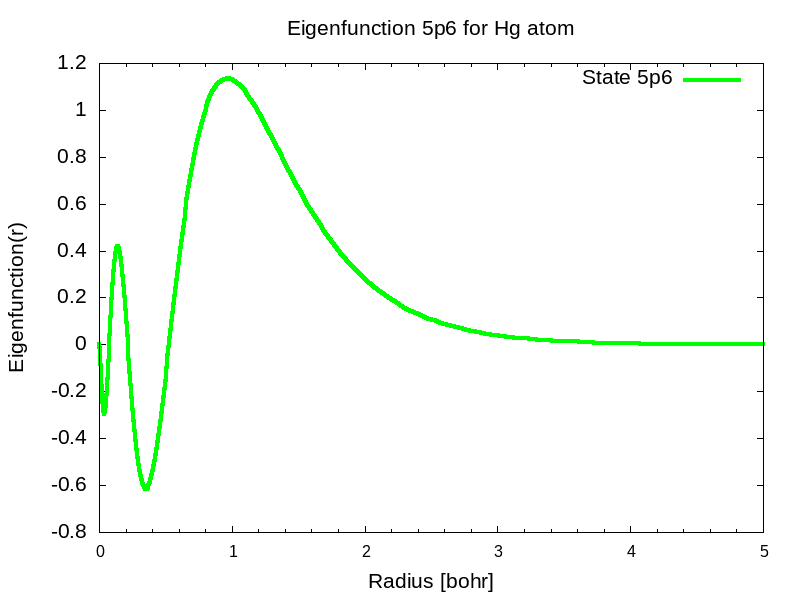 Eigenfunction 5p6 for Hg atom
State 5p6
1.2
1
0.8
0.6
0.4
0.2
0
-0.2
-0.4
-0.6
-0.8
Eigenfunction(r)
0 1 2 3 4 5
Radius [bohr]